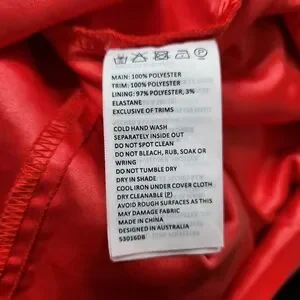 MAIN: 100% POLYESTER
TRIM: 100% POLYESTER
LINING: 97% POLYESTER, 3%
ELASTANE
EXCLUSIVE OF TRIMS
COLD HAND WASH
SEPARATELY INSIDE OUT
DO NOT SPOT CLEAN
DO NOT BLEACH, RUB, SOAK OR
WRING
DO NOT TUMBLE DRY
DRY IN SHADE
COOL IRON UNDER COVER CLOTH
DRY CLEANABLE (P)
AVOID ROUGH SURFACES AS THIS
MAY DAMAGE FABRIC
MADE IN CHINA
DESIGNED IN AUSTRALIA
53016DB